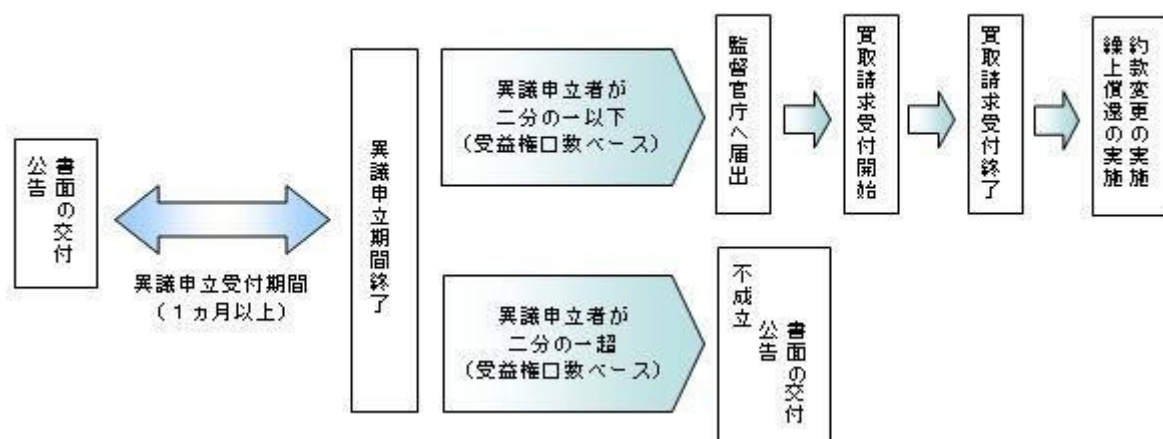 書面の交付
公告
異議申立受付期間
（１ヵ月以上）
異議申立期間終了
異議申立者が
二分の一以下
（受益権口数ベース）
監督官庁へ届出
買取請求受付開始
買取請求受付終了
約款変更の実施
繰上償還の実施
異議申立者が
二分の一超
（受益権口数ベース）
不成立
書面の交付
公告